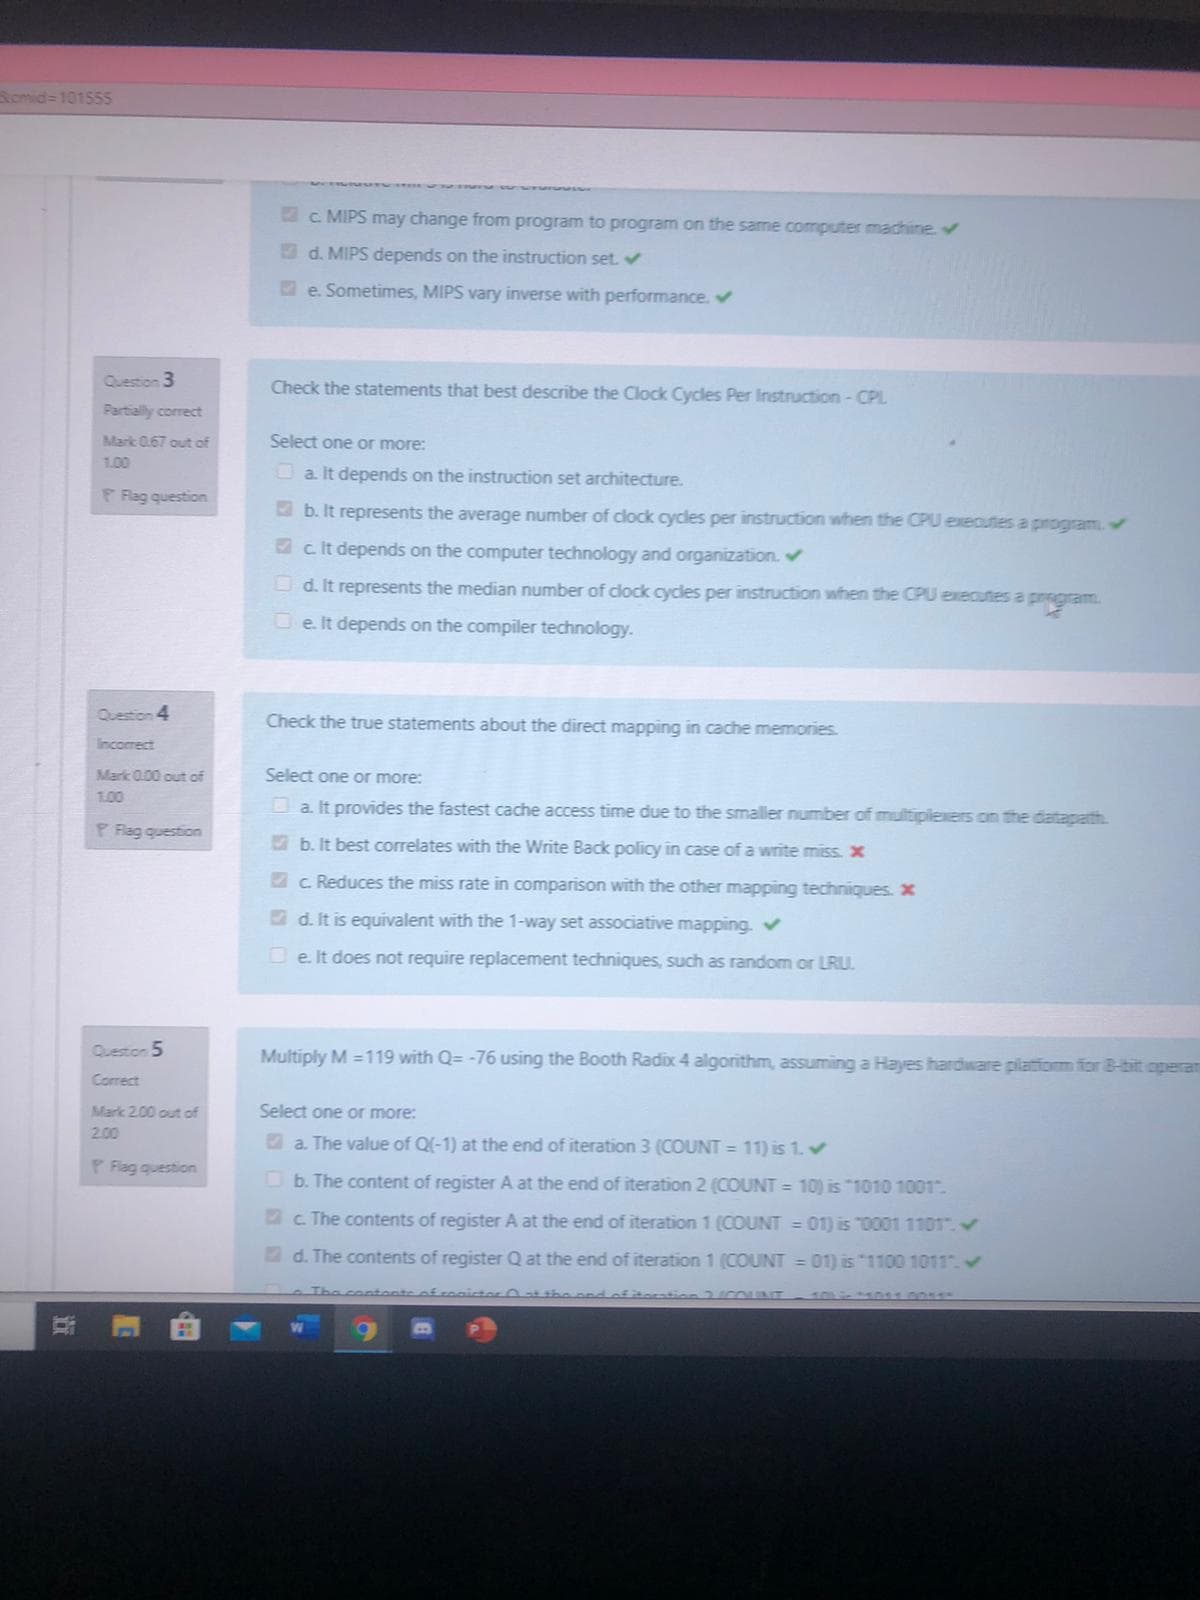 &cmid=101555
c. MIPS may change from program to program on the same computer machine. ✔
d. MIPS depends on the instruction set. ✔
e. Sometimes, MIPS vary inverse with performance. ✔
Question 3
Partially correct
Mark 0.67 out of
1.00
Flag question
Check the statements that best describe the Clock Cycles Per Instruction - CPI.
Select one or more:
a. It depends on the instruction set architecture.
b. It represents the average number of clock cycles per instruction when the CPU executes a program. ✔
c. It depends on the computer technology and organization. ✔
d. It represents the median number of clock cycles per instruction when the CPU executes a program.
e. It depends on the compiler technology.
Question 4
Incorrect
Mark 0.00 out of
1.00
Flag question
Check the true statements about the direct mapping in cache memories.
Select one or more:
a. It provides the fastest cache access time due to the smaller number of multiplexers on the datapath.
b. It best correlates with the Write Back policy in case of a write miss. ✖
c. Reduces the miss rate in comparison with the other mapping techniques. ✖
d. It is equivalent with the 1-way set associative mapping. ✔
e. It does not require replacement techniques, such as random or LRU.
Question 5
Correct
Mark 2.00 out of
2.00
Flag question
Multiply M =119 with Q= -76 using the Booth Radix 4 algorithm, assuming a Hayes hardware platform for 8-bit operan
Select one or more:
a. The value of Q(-1) at the end of iteration 3 (COUNT = 11) is 1. ✔
b. The content of register A at the end of iteration 2 (COUNT = 10) is "1010 1001".
c. The contents of register A at the end of iteration 1 (COUNT = 01) is "0001 1101". ✔
d. The contents of register Q at the end of iteration 1 (COUNT = 01) is "1100 1011". ✔
The contents of register Q at the end of iteration 2 (COUNT